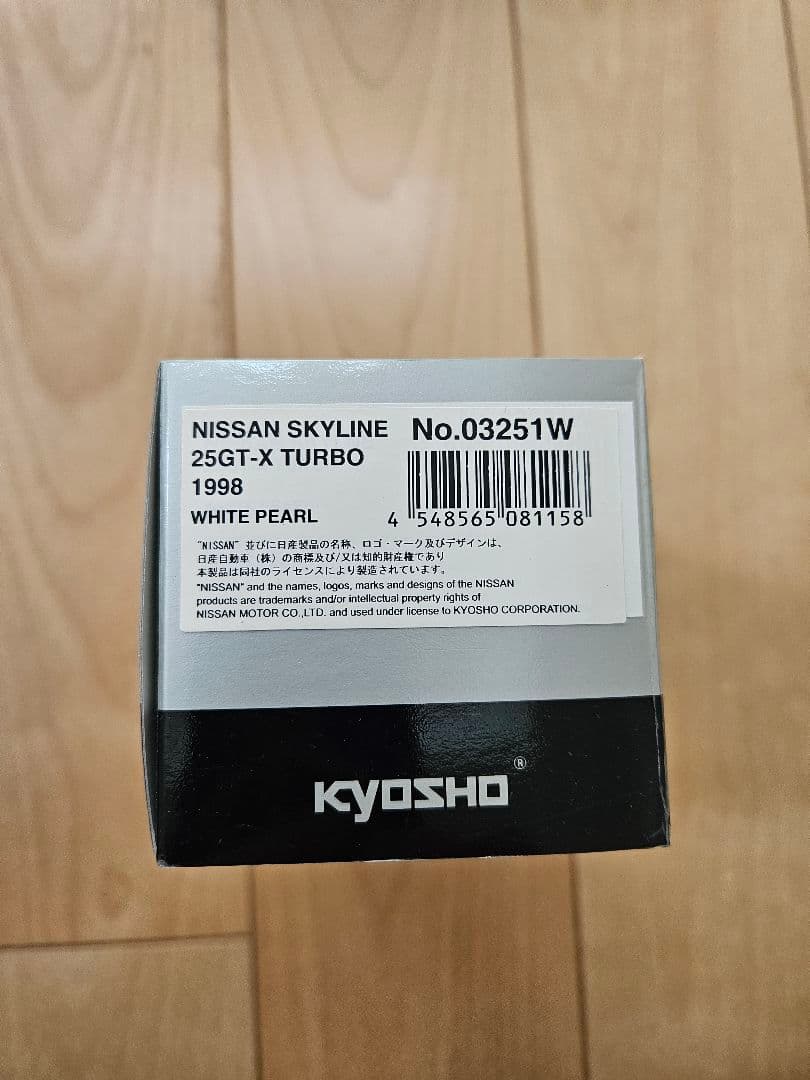 NISSAN SKYLINE
25GT-X TURBO
1998
WHITE PEARL
No.03251W
4 548565 081158
"NISSAN" 並びに日産製品の名称、ロゴ・マーク及びデザインは、
日産自動車（株）の商標及び/又は知的財産権であり
本製品は同社のライセンスにより製造されています。
"NISSAN" and the names, logos, marks and designs of the NISSAN
products are trademarks and/or intellectual property rights of
NISSAN MOTOR CO.,LTD. and used under license to KYOSHO CORPORATION.
KYOSHO®